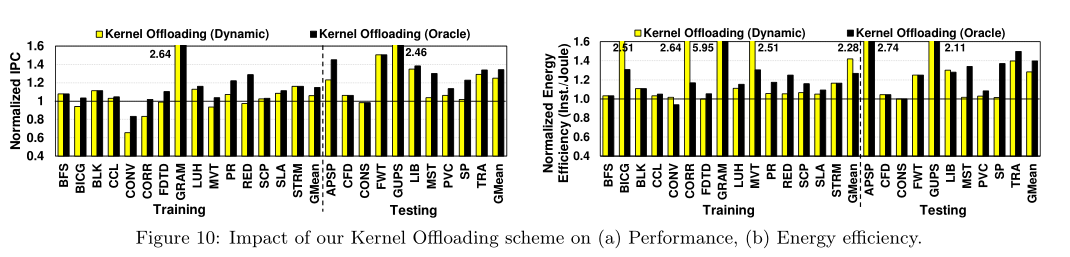 Kernel Offloading (Dynamic) Kernel Offloading (Oracle)
Normalized IPC
1.6
1.4
1.2
1
0.8
0.6
0.4
2.64
2.46
BFS BICG BLK CCL CONV CORR FDTD GRAM LUH MVT PR RED SCP SLA STRM GMean APSP CFD CONS FWT GUPS LIB MST PVC SP TRA GMean
Training Testing
Kernel Offloading (Dynamic) Kernel Offloading (Oracle)
Normalized Energy
Efficiency (Inst./Joule)
1.6
1.4
1.2
1.0
0.8
0.6
0.4
2.51 2.64 5.95 2.51 2.28 2.74 2.11
BFS BICG BLK CCL CONV CORR FDTD GRAM LUH MVT PR RED SCP SLA STRM GMean APSP CFD CONS FWT GUPS LIB MST PVC SP TRA GMean
Training Testing
Figure 10: Impact of our Kernel Offloading scheme on (a) Performance, (b) Energy efficiency.